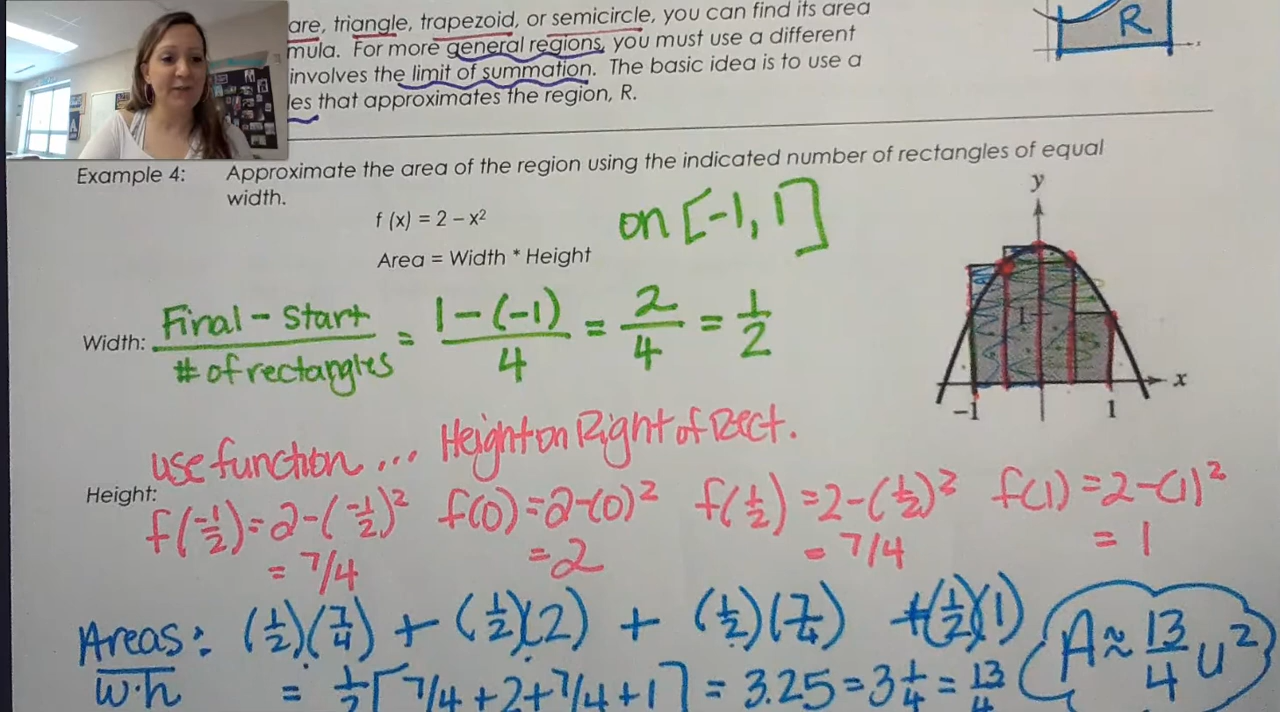 are, triangle, trapezoid, or semicircle, you can find its area
mula. For more general regions, you must use a different
involves the limit of summation. The basic idea is to use a
les that approximates the region, R.
R
Example 4: Approximate the area of the region using the indicated number of rectangles of equal
width.
f (x) = 2 – x²
on [-1, 1]
Area = Width * Height
y
1
x
-1
1
Width: Final - Start / # of rectangles = 1-(-1) / 4 = 2/4 = 1/2
use function... Height on Right of Rect.
Height:
f(-1/2) = 2-(-1/2)² f(0) = 2-(0)² f(1/2) = 2-(1/2)² f(1) = 2-(1)²
= 7/4 = 2 = 7/4 = 1
Areas: (1/2)(7/4) + (1/2)(2) + (1/2)(7/4) + (1/2)(1)
w·h = 1/2[7/4+2+7/4+1] = 3.25 = 3 1/4 = 13/4
A ≈ 13/4 u²